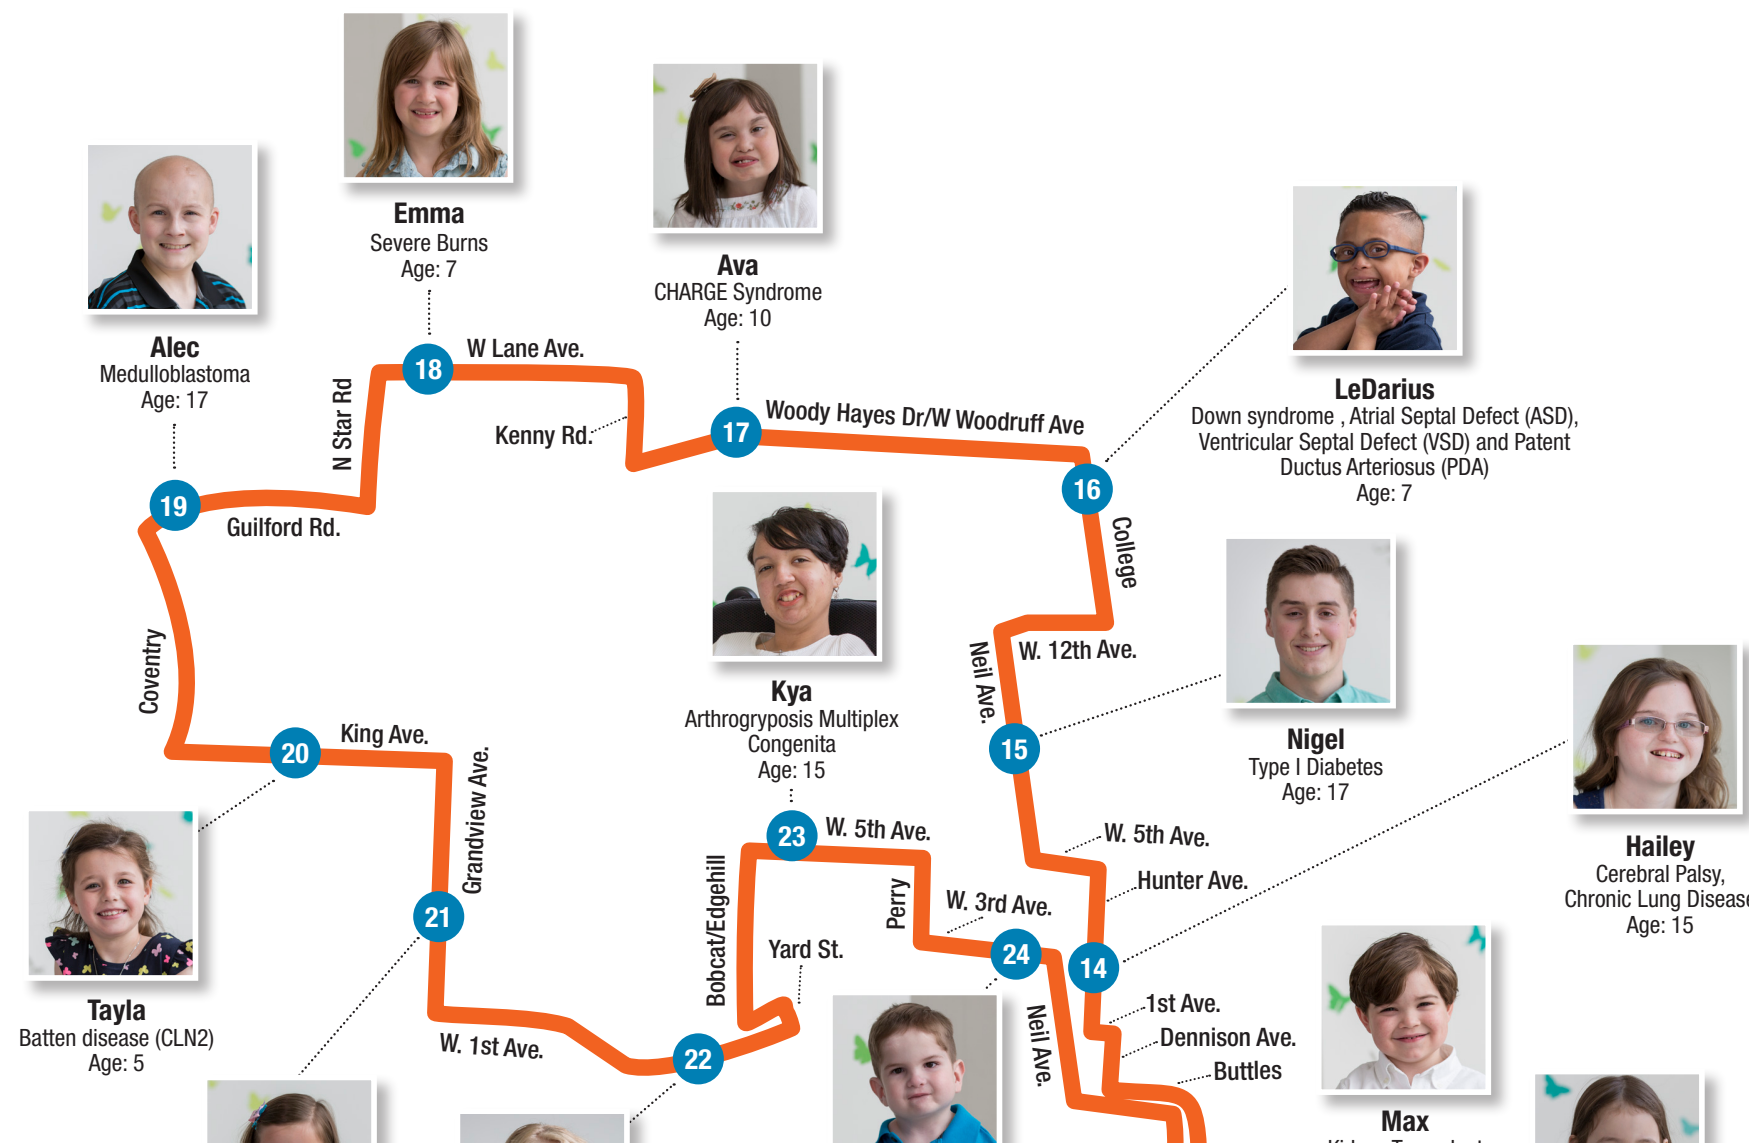 Emma
Severe Burns
Age: 7
Ava
CHARGE Syndrome
Age: 10
Alec
Medulloblastoma
Age: 17
LeDarius
Down syndrome , Atrial Septal Defect (ASD),
Ventricular Septal Defect (VSD) and Patent
Ductus Arteriosus (PDA)
Age: 7
18
W Lane Ave.
N Star Rd
Kenny Rd.
17
Woody Hayes Dr/W Woodruff Ave
16
College
19
Guilford Rd.
Coventry
Kya
Arthrogryposis Multiplex
Congenita
Age: 15
W. 12th Ave.
Neil Ave.
15
Nigel
Type I Diabetes
Age: 17
20
King Ave.
Grandview Ave.
23
W. 5th Ave.
W. 5th Ave.
Hunter Ave.
Hailey
Cerebral Palsy,
Chronic Lung Disease
Age: 15
Bobcat/Edgehill
Perry
W. 3rd Ave.
21
24
14
Yard St.
Tayla
Batten disease (CLN2)
Age: 5
W. 1st Ave.
22
Neil Ave.
1st Ave.
Dennison Ave.
Buttles
Max